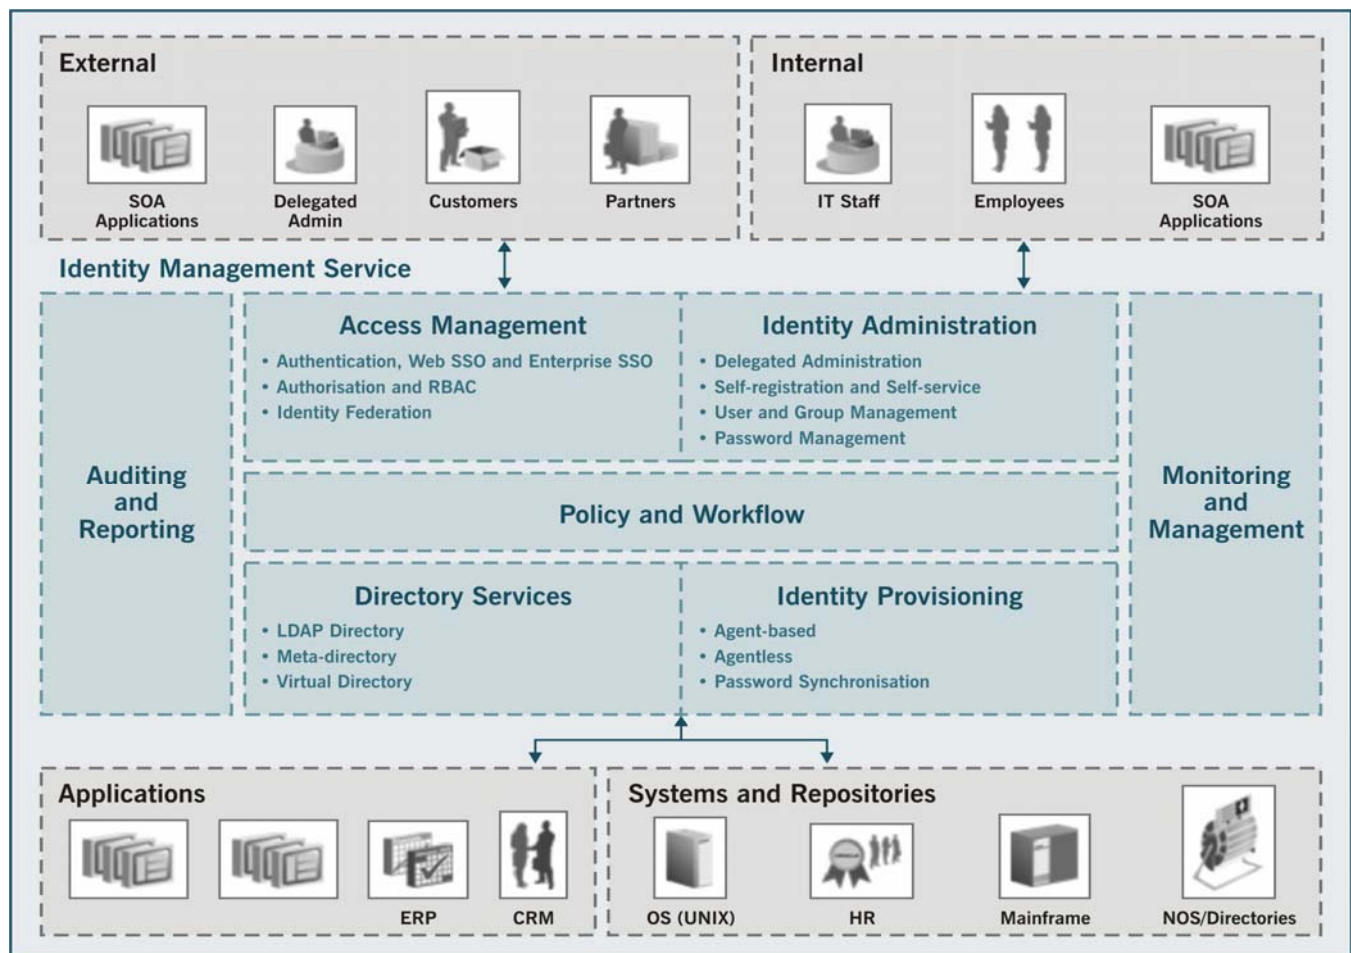 External
SOA
Applications
Delegated
Admin
Customers
Partners
Internal
IT Staff
Employees
SOA
Applications
Identity Management Service
Auditing
and
Reporting
Access Management
• Authentication, Web SSO and Enterprise SSO
• Authorisation and RBAC
• Identity Federation
Identity Administration
• Delegated Administration
• Self-registration and Self-service
• User and Group Management
• Password Management
Policy and Workflow
Directory Services
• LDAP Directory
• Meta-directory
• Virtual Directory
Identity Provisioning
• Agent-based
• Agentless
• Password Synchronisation
Monitoring
and
Management
Applications
ERP
CRM
Systems and Repositories
OS (UNIX)
HR
Mainframe
NOS/Directories